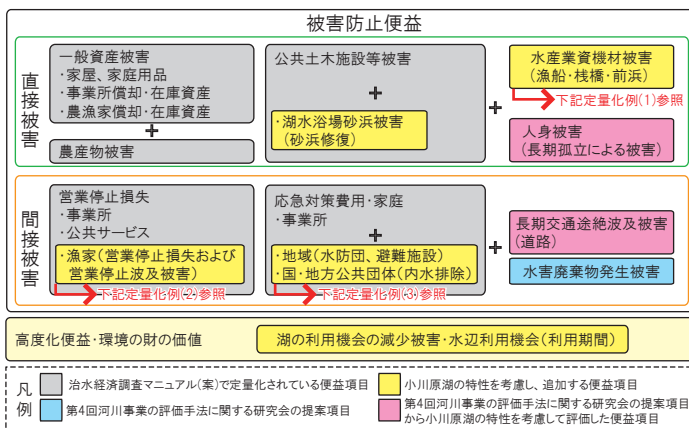 被害防止便益
直接被害
一般資産被害
・家屋、家庭用品
・事業所償却・在庫資産
・農漁家償却・在庫資産
+
農産物被害
公共土木施設等被害
+
・湖水浴場砂浜被害
(砂浜修復)
+
水産業資機材被害
(漁船・桟橋・前浜)
下記定量化例(1)参照
人身被害
(長期孤立による被害)
間接被害
営業停止損失
・事業所
・公共サービス
・漁家(営業停止損失および
営業停止波及被害)
下記定量化例(2)参照
応急対策費用・家庭
・事業所
+
・地域(水防団、避難施設)
・国・地方公共団体(内水排除)
下記定量化例(3)参照
+
長期交通途絶波及被害
(道路)
水害廃棄物発生被害
高度化便益・環境の財の価値
湖の利用機会の減少被害・水辺利用機会(利用期間)
凡例
治水経済調査マニュアル(案)で定量化されている便益項目
小川原湖の特性を考慮し、追加する便益項目
第4回河川事業の評価手法に関する研究会の提案項目
第4回河川事業の評価手法に関する研究会の提案項目
から小川原湖の特性を考慮して評価した便益項目